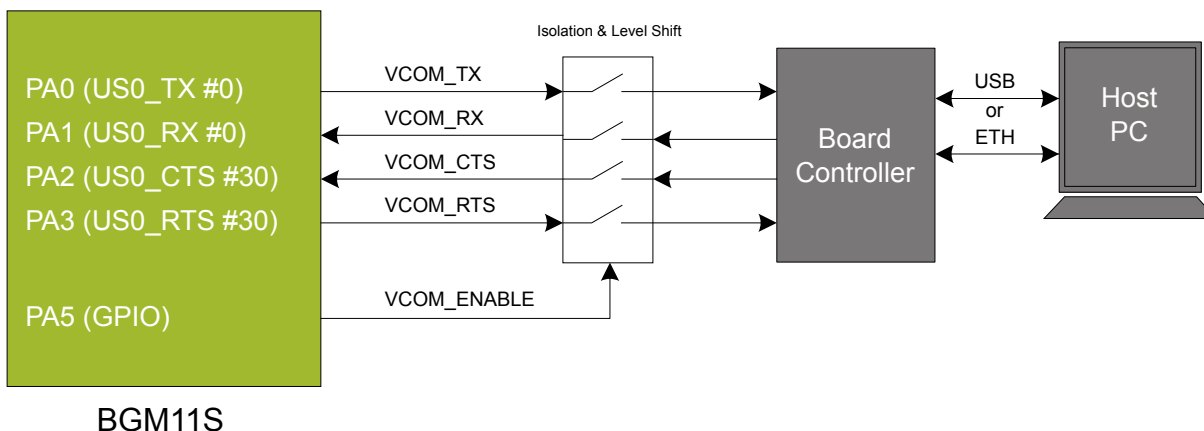 Isolation & Level Shift
PA0 (US0_TX #0)
PA1 (US0_RX #0)
PA2 (US0_CTS #30)
PA3 (US0_RTS #30)
PA5 (GPIO)
BGM11S
VCOM_TX
VCOM_RX
VCOM_CTS
VCOM_RTS
VCOM_ENABLE
Board
Controller
USB
or
ETH
Host
PC